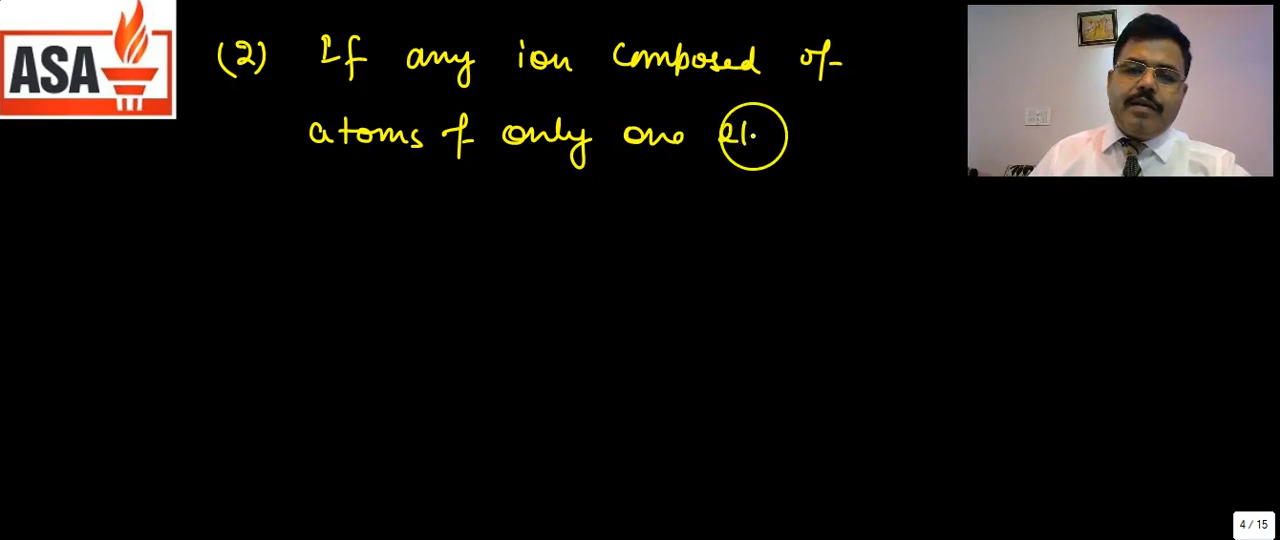 ASA
(2) If any ion composed of
atoms of only one el.
4 / 15